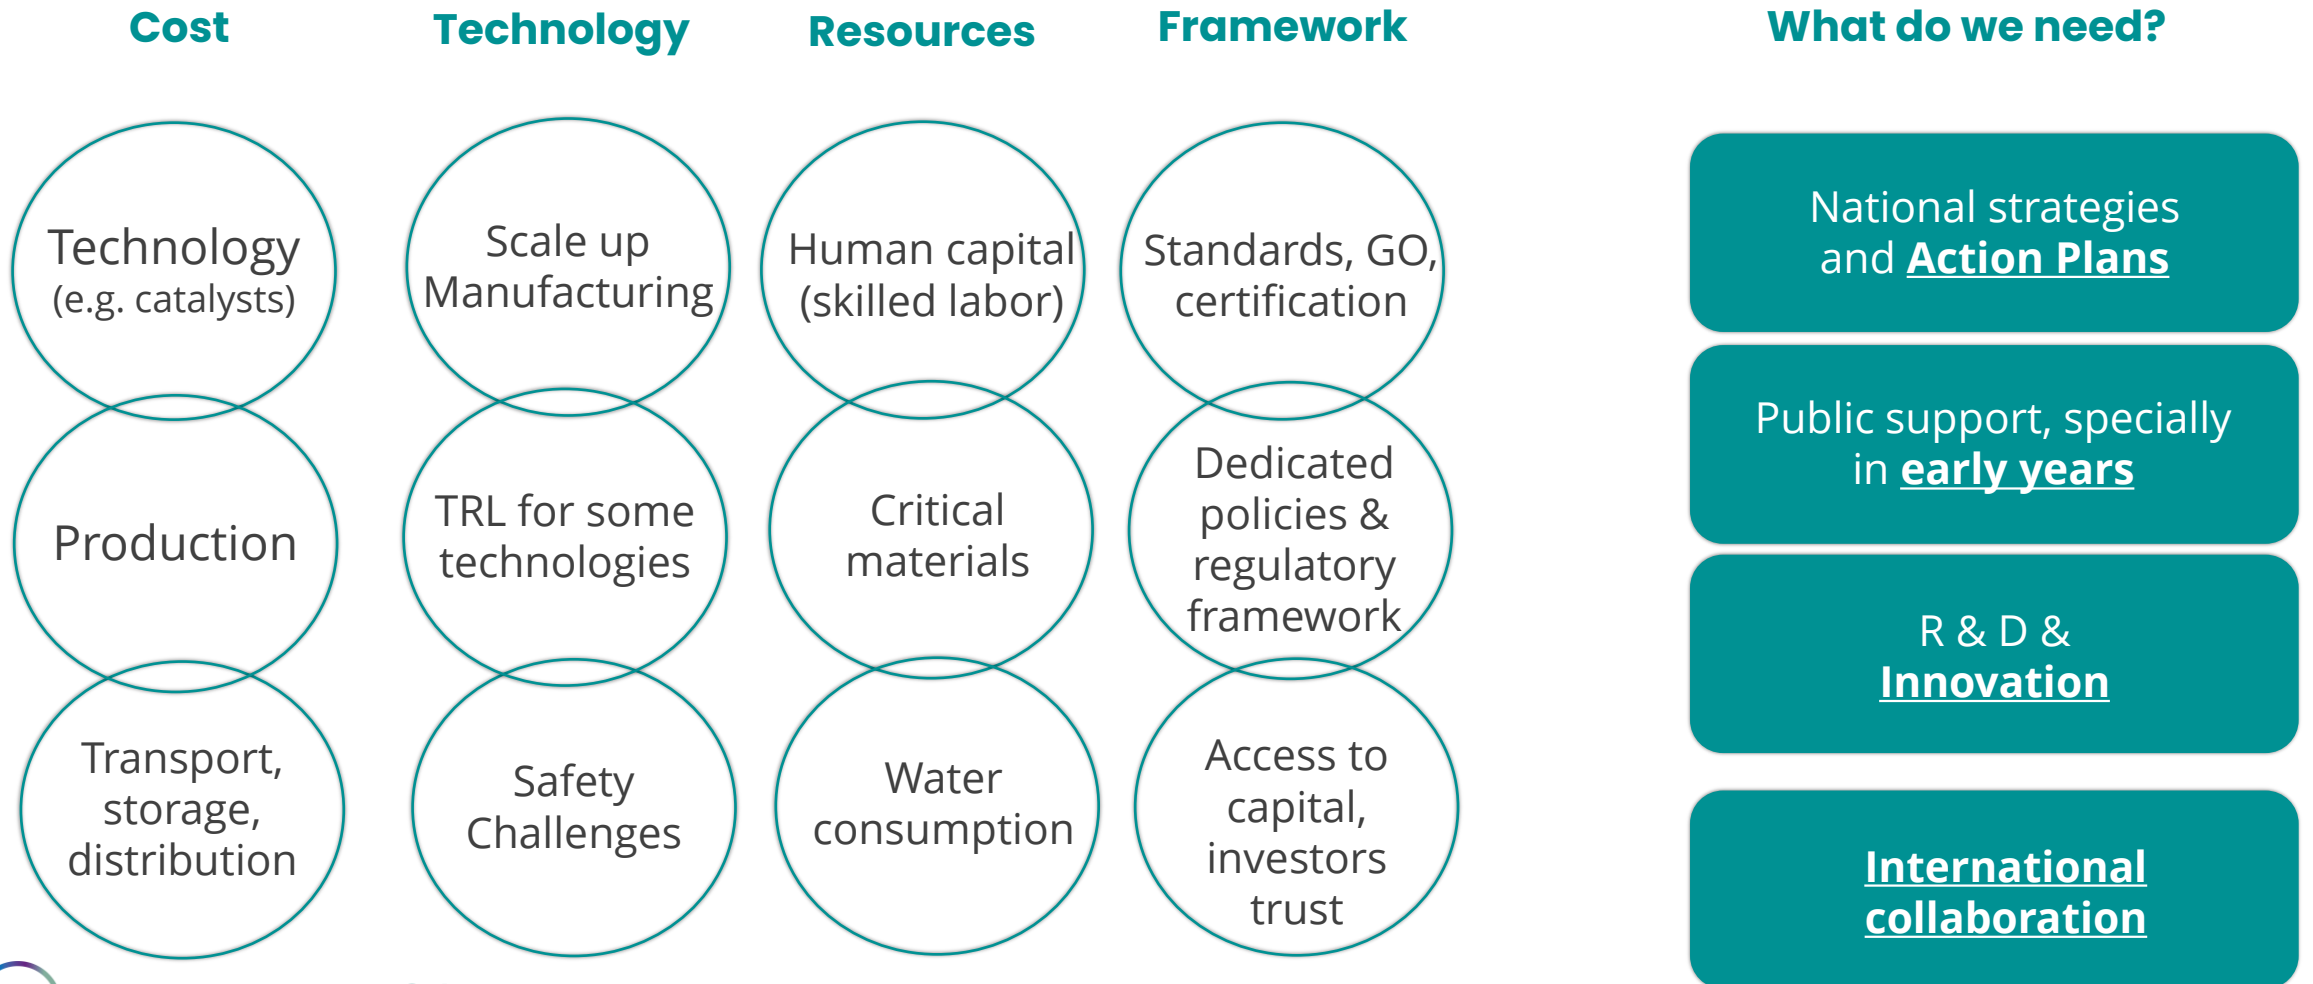 Cost
Technology
Resources
Framework
What do we need?
Technology
(e.g. catalysts)
Production
Transport,
storage,
distribution
Scale up
Manufacturing
TRL for some
technologies
Safety
Challenges
Human capital
(skilled labor)
Critical
materials
Water
consumption
Standards, GO,
certification
Dedicated
policies &
regulatory
framework
Access to
capital,
investors
trust
National strategies
and Action Plans
Public support, specially
in early years
R & D &
Innovation
International
collaboration